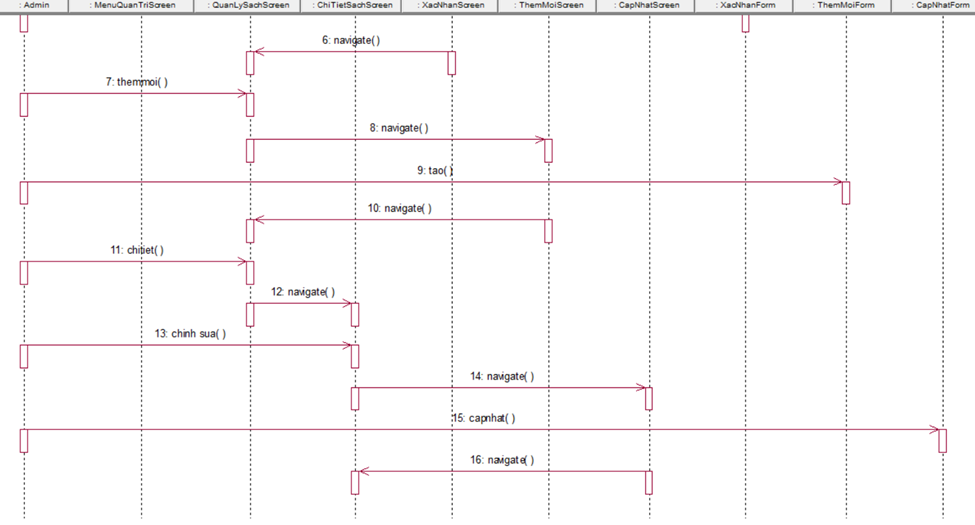 : Admin
: MenuQuanTriScreen
: QuanLySachScreen
: ChiTietSachScreen
: XacNhanScreen
: ThemMoiScreen
: CapNhatScreen
: XacNhanForm
: ThemMoiForm
: CapNhatForm
6: navigate( )
7: themmoi( )
8: navigate( )
9: tao( )
10: navigate( )
11: chitiet( )
12: navigate( )
13: chinh sua( )
14: navigate( )
15: capnhat( )
16: navigate( )